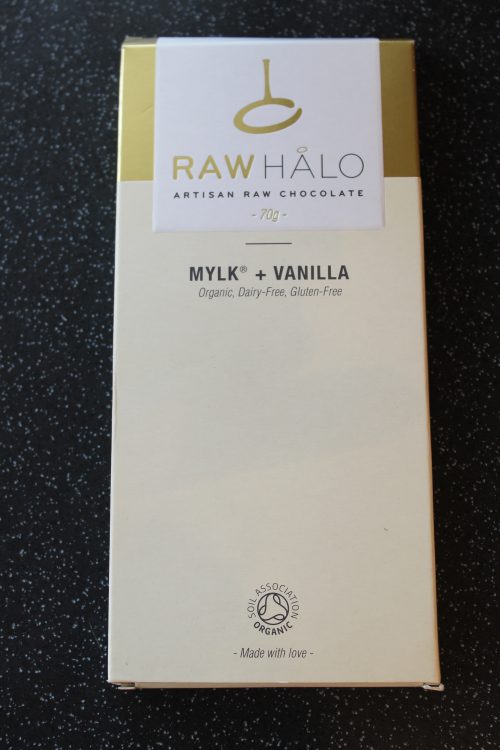 RAW HÅLO
ARTISAN RAW CHOCOLATE
- 70g -
MYLK® + VANILLA
Organic, Dairy-Free, Gluten-Free
SOIL ASSOCIATION
ORGANIC
- Made with love -